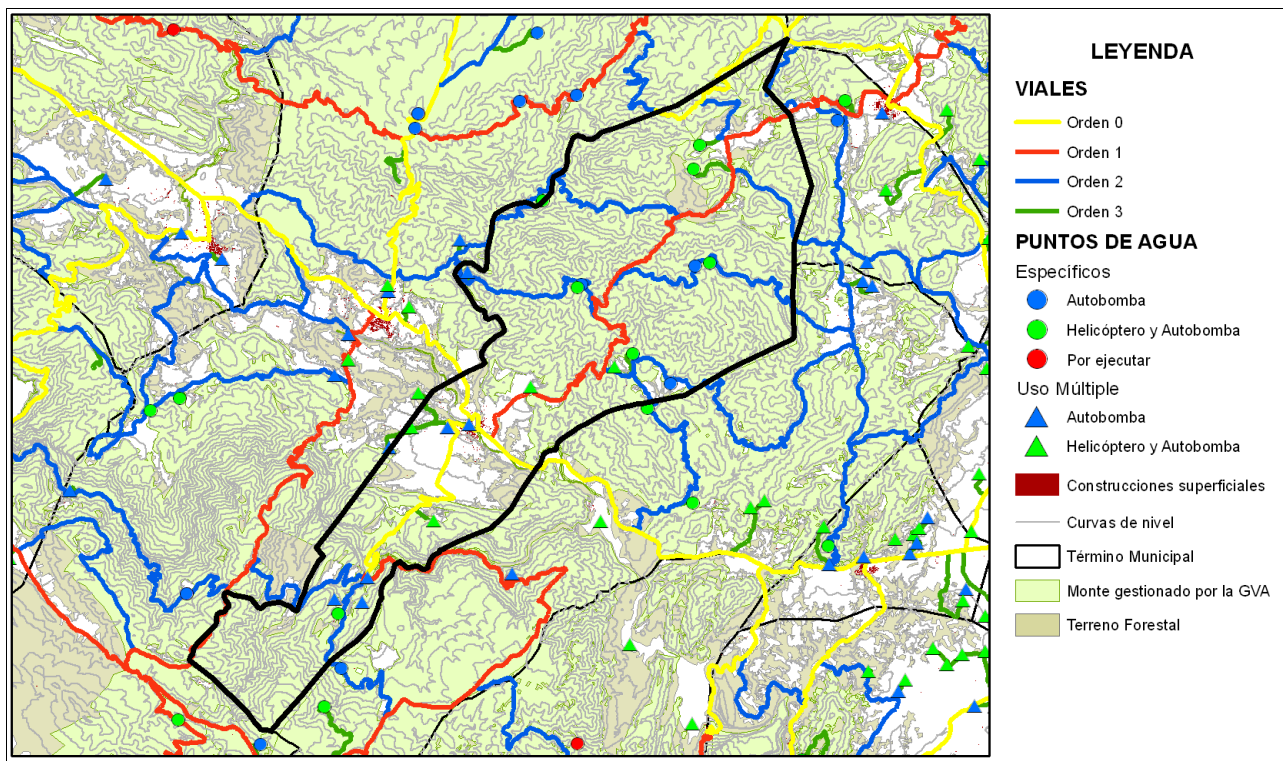 LEYENDA
VIALES
Orden 0
Orden 1
Orden 2
Orden 3
PUNTOS DE AGUA
Específicos
Autobomba
Helicóptero y Autobomba
Por ejecutar
Uso Múltiple
Autobomba
Helicóptero y Autobomba
Construcciones superficiales
Curvas de nivel
Término Municipal
Monte gestionado por la GVA
Terreno Forestal